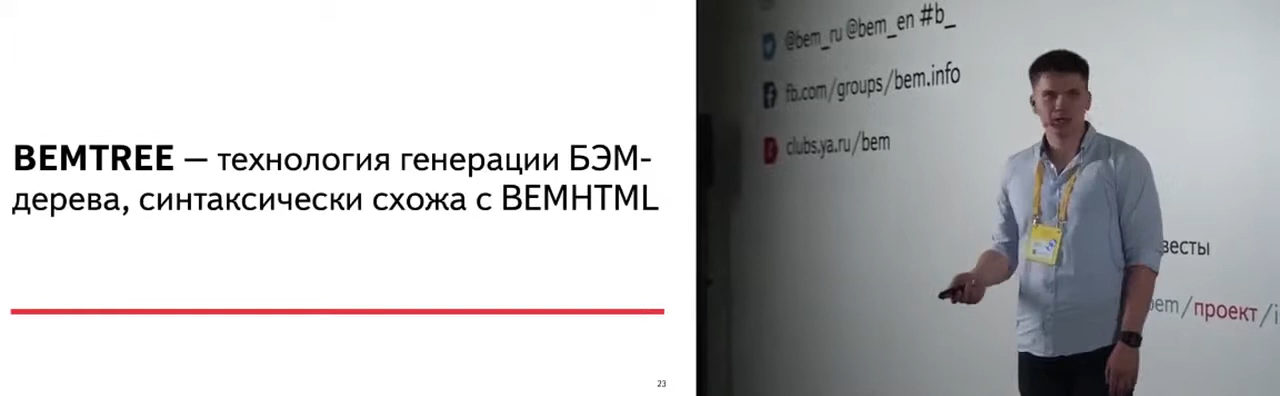 BEMTREE — технология генерации БЭМ-
дерева, синтаксически схожа с BEMHTML
23
@bem_ru @bem_en #b_
fb.com/groups/bem.info
clubs.ya.ru/bem
весты
bem/проект/i